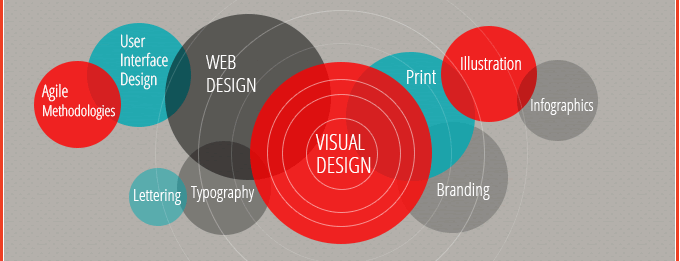 Agile
Methodologies
User
Interface
Design
WEB
DESIGN
Lettering
Typography
VISUAL
DESIGN
Print
Illustration
Infographics
Branding